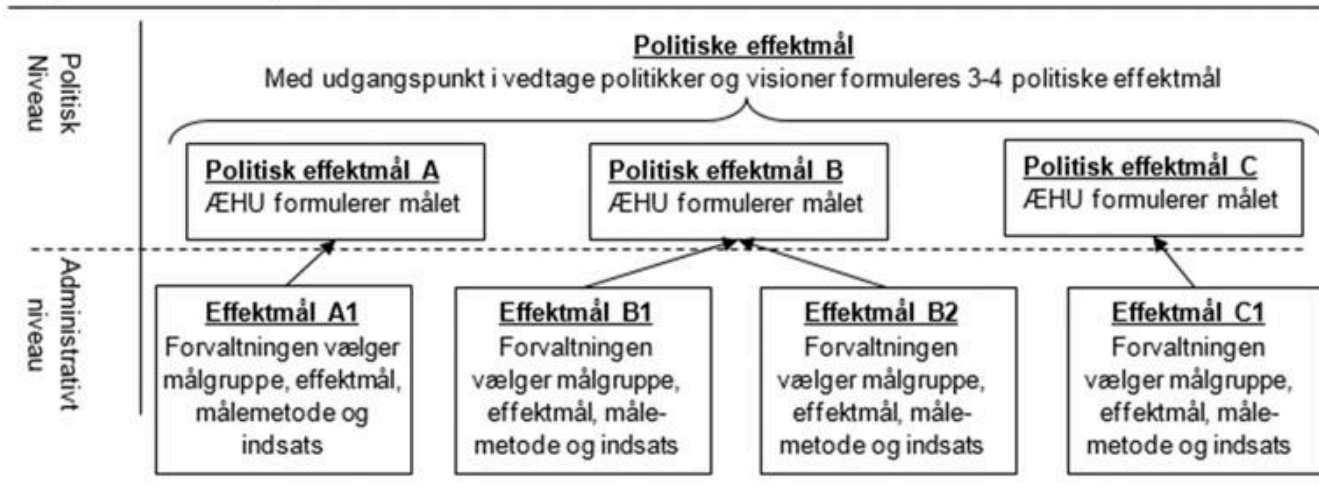 Politisk
Niveau
Politiske effektmål
Med udgangspunkt i vedtage politikker og visioner formuleres 3-4 politiske effektmål
Politisk effektmål A
ÆHU formulerer målet
Politisk effektmål B
ÆHU formulerer målet
Politisk effektmål C
ÆHU formulerer målet
Administrativt
niveau
Effektmål A1
Forvaltningen vælger
målgruppe, effektmål,
målemetode og
indsats
Effektmål B1
Forvaltningen
vælger målgruppe,
effektmål, måle-
metode og indsats
Effektmål B2
Forvaltningen
vælger målgruppe,
effektmål, måle-
metode og indsats
Effektmål C1
Forvaltningen
vælger målgruppe,
effektmål, måle-
metode og indsats